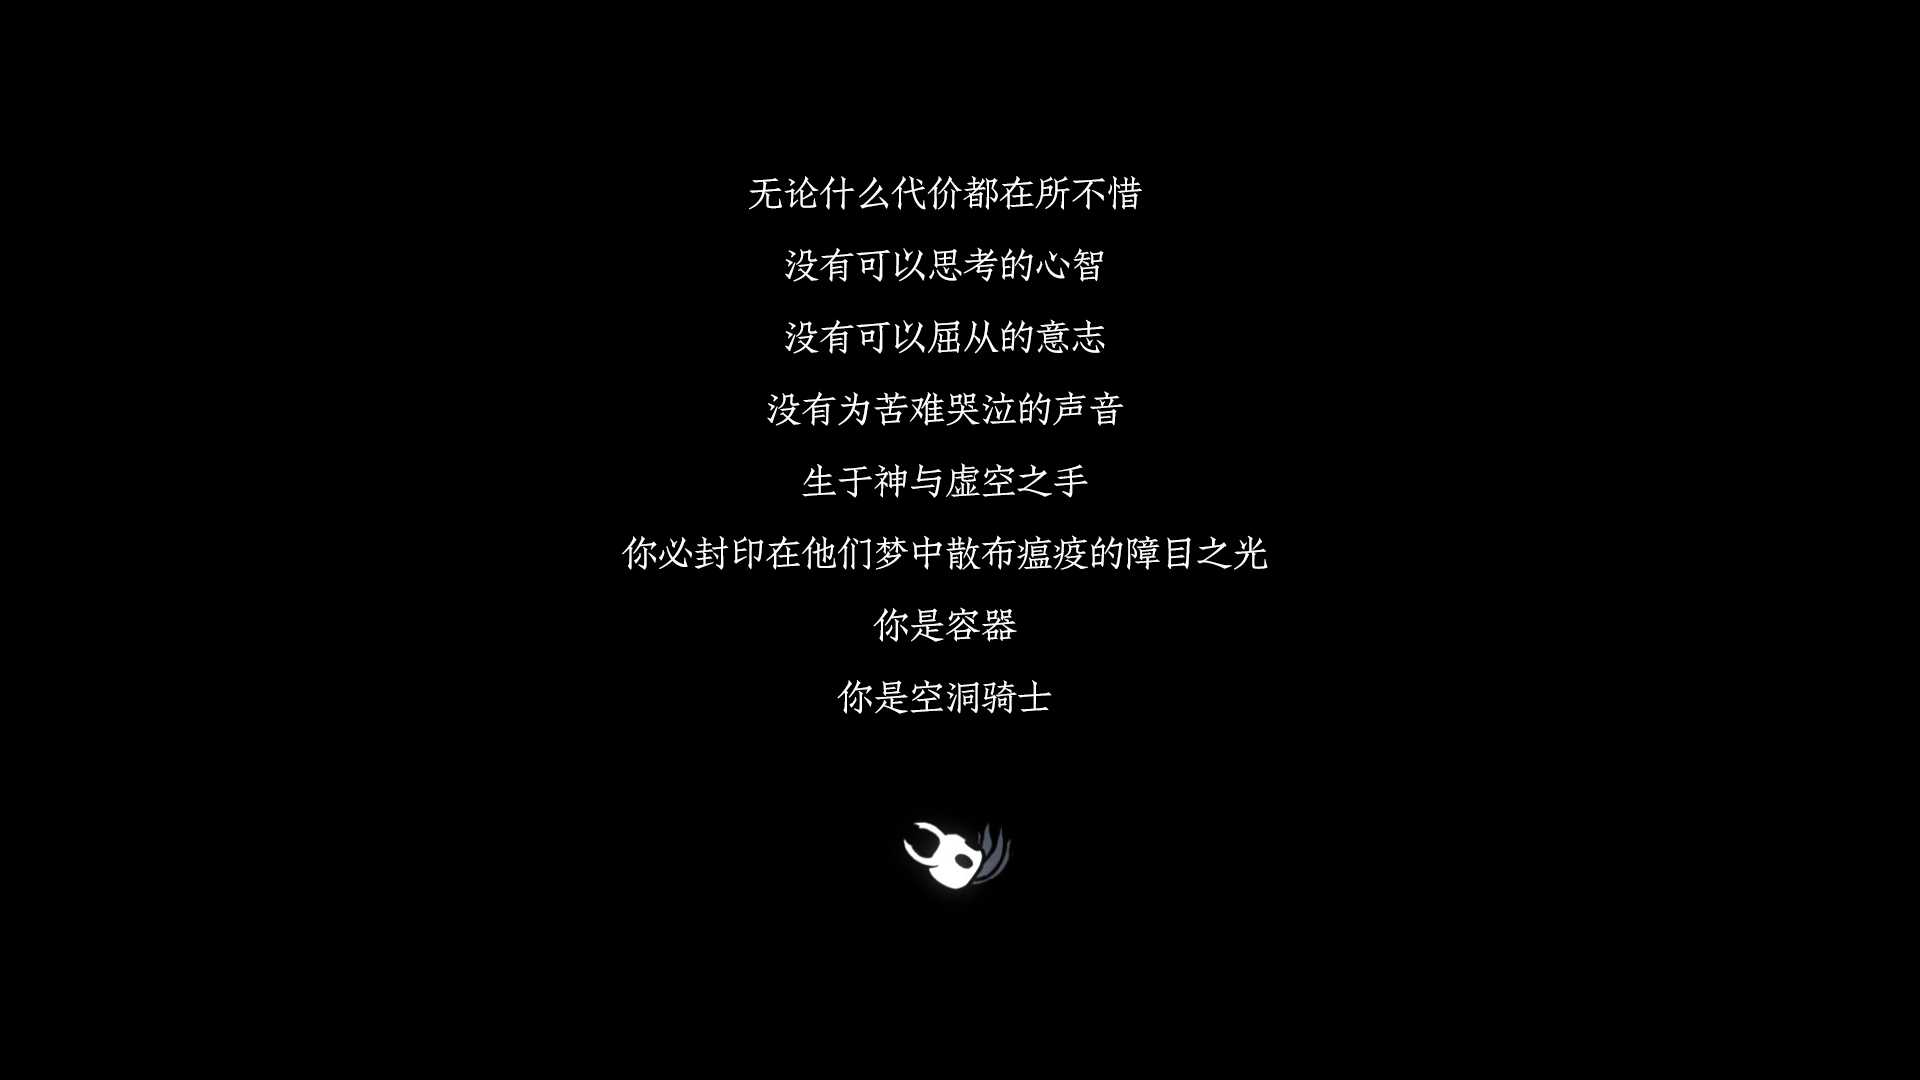 无论什么代价都在所不惜
没有可以思考的心智
没有可以屈从的意志
没有为苦难哭泣的声音
生于神与虚空之手
你必封印在他们梦中散布瘟疫的障目之光
你是容器
你是空洞骑士